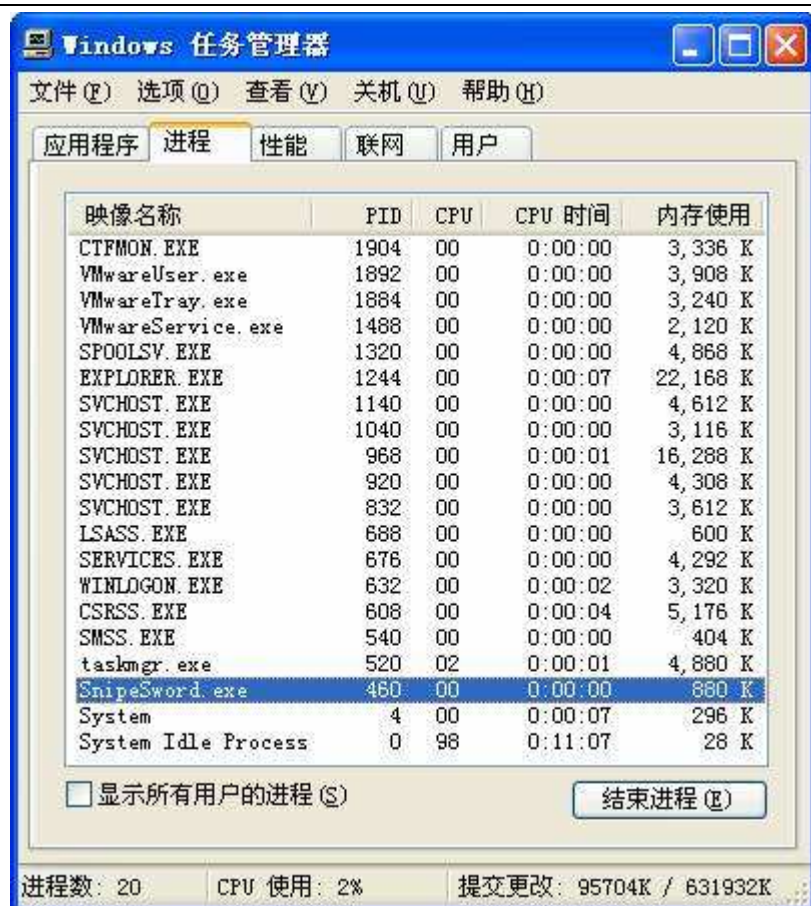 Windows 任务管理器
文件(F) 选项(O) 查看(V) 关机(U) 帮助(H)
应用程序 进程 性能 联网 用户
映像名称 PID CPU CPU 时间 内存使用
CTFMON.EXE 1904 00 0:00:00 3,336 K
VMwareUser.exe 1892 00 0:00:00 3,908 K
VMwareTray.exe 1884 00 0:00:00 3,240 K
VMwareService.exe 1488 00 0:00:00 2,120 K
SPOOLSV.EXE 1320 00 0:00:00 4,868 K
EXPLORER.EXE 1244 00 0:00:07 22,168 K
SVCHOST.EXE 1140 00 0:00:00 4,612 K
SVCHOST.EXE 1040 00 0:00:00 3,116 K
SVCHOST.EXE 968 00 0:00:01 16,288 K
SVCHOST.EXE 920 00 0:00:00 4,308 K
SVCHOST.EXE 832 00 0:00:00 3,612 K
LSASS.EXE 688 00 0:00:00 600 K
SERVICES.EXE 676 00 0:00:00 4,292 K
WINLOGON.EXE 632 00 0:00:02 3,320 K
CSRSS.EXE 608 00 0:00:04 5,176 K
SMSS.EXE 540 00 0:00:00 404 K
taskmgr.exe 520 02 0:00:01 4,880 K
SnipeSword.exe 460 00 0:00:00 880 K
System 4 00 0:00:07 296 K
System Idle Process 0 98 0:11:07 28 K
显示所有用户的进程(S) 结束进程(E)
进程数: 20 CPU 使用: 2% 提交更改: 95704K / 631932K